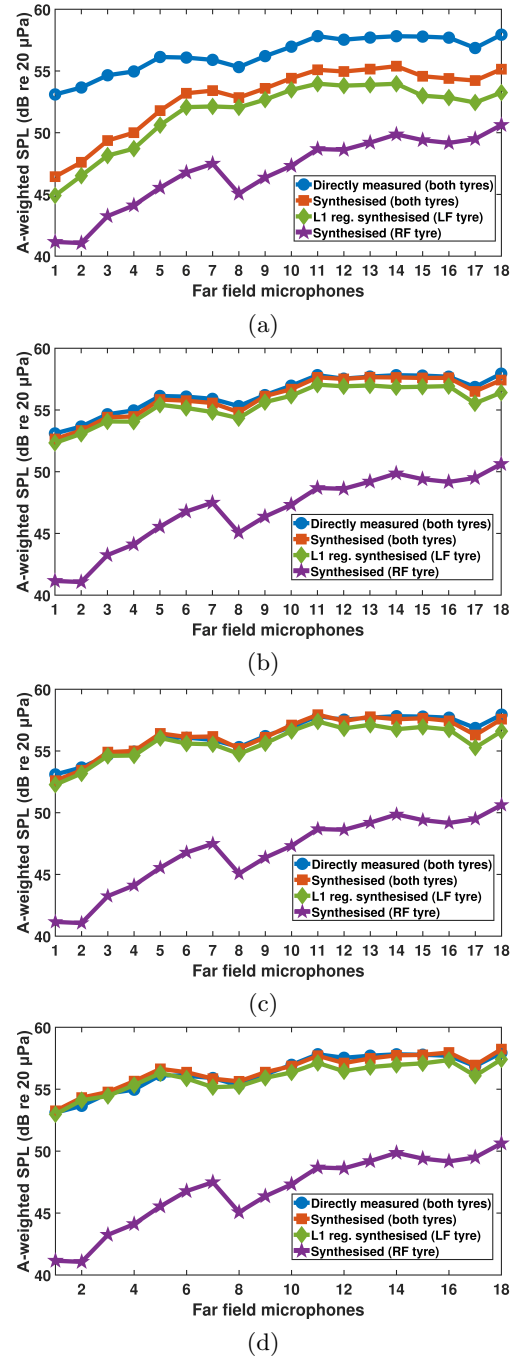 60
55
50
45
40
A-weighted SPL (dB re 20 µPa)
Directly measured (both tyres)
Synthesised (both tyres)
L1 reg. synthesised (LF tyre)
Synthesised (RF tyre)
1 2 3 4 5 6 7 8 9 10 11 12 13 14 15 16 17 18
Far field microphones
(a)
60
55
50
45
40
A-weighted SPL (dB re 20 µPa)
Directly measured (both tyres)
Synthesised (both tyres)
L1 reg. synthesised (LF tyre)
Synthesised (RF tyre)
1 2 3 4 5 6 7 8 9 10 11 12 13 14 15 16 17 18
Far field microphones
(b)
60
55
50
45
40
A-weighted SPL (dB re 20 µPa)
Directly measured (both tyres)
Synthesised (both tyres)
L1 reg. synthesised (LF tyre)
Synthesised (RF tyre)
1 2 3 4 5 6 7 8 9 10 11 12 13 14 15 16 17 18
Far field microphones
(c)
60
55
50
45
40
A-weighted SPL (dB re 20 µPa)
Directly measured (both tyres)
Synthesised (both tyres)
L1 reg. synthesised (LF tyre)
Synthesised (RF tyre)
1 2 3 4 5 6 7 8 9 10 11 12 13 14 15 16 17 18
Far field microphones
(d)